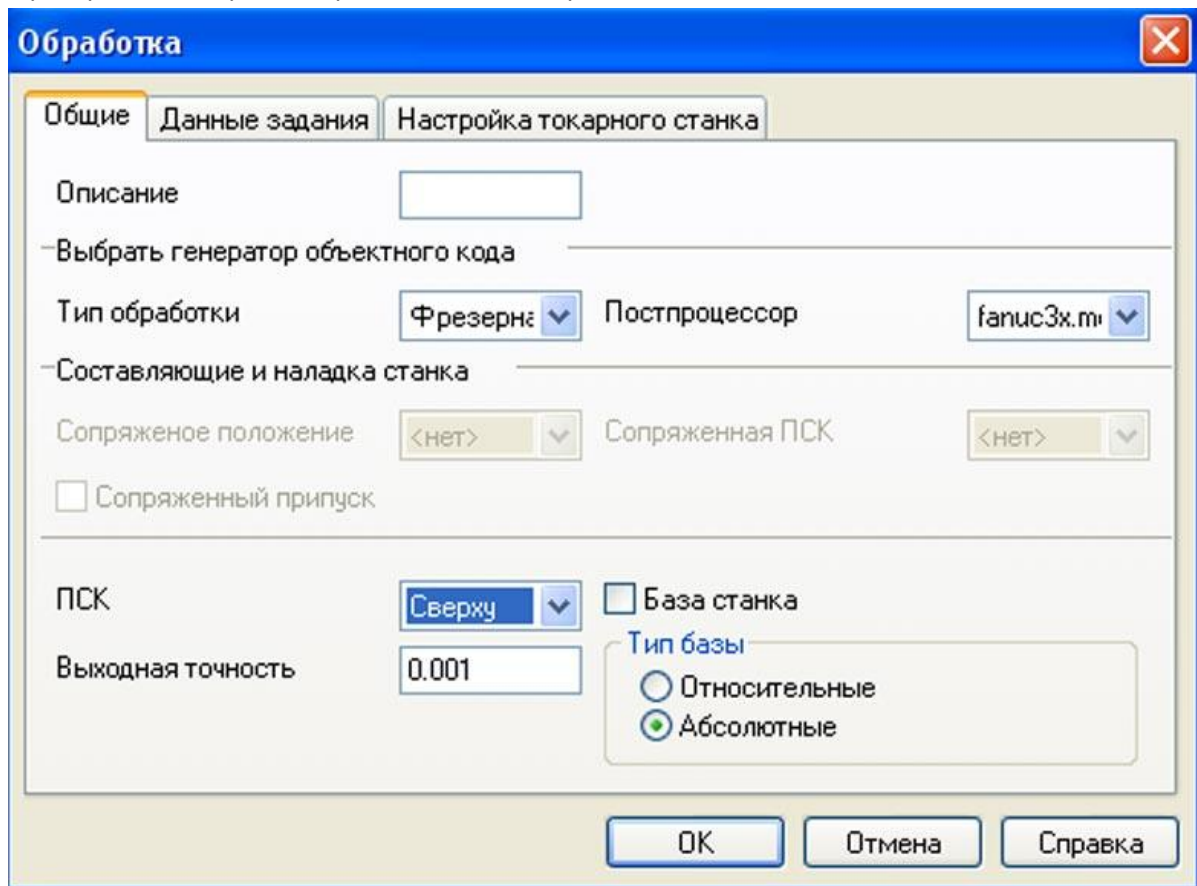 Обработка
Общие Данные задания Настройка токарного станка
Описание
Выбрать генератор объектного кода
Тип обработки Фрезерна Постпроцессор fanuc3x.m
Составляющие и наладка станка
Сопряженое положение <нет> Сопряженная ПСК <нет>
Сопряженный припуск
ПСК Сверху База станка
Тип базы
Выходная точность 0.001
Относительные
Абсолютные
OK Отмена Справка